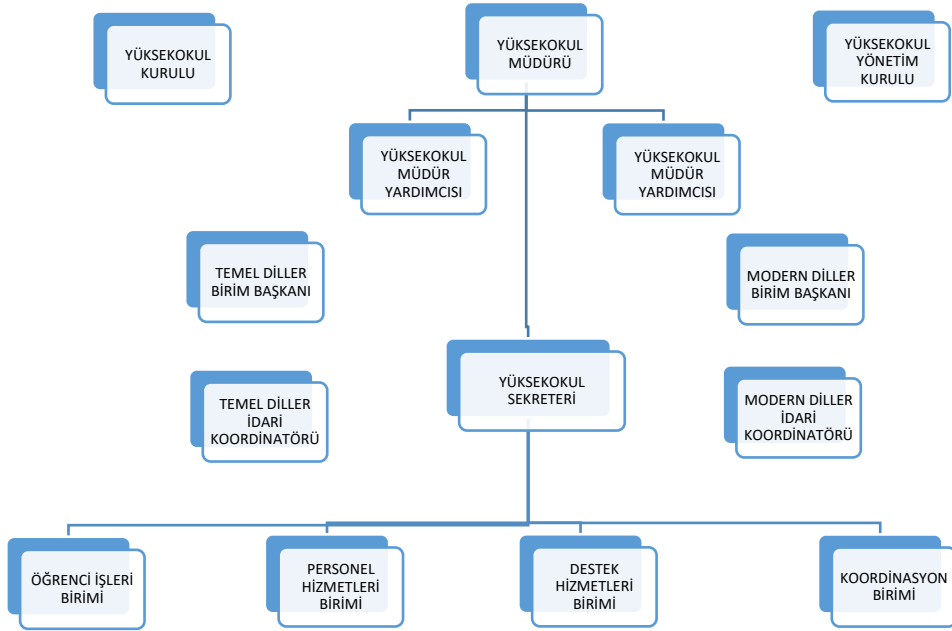 YÜKSEKOKUL
KURULU
YÜKSEKOKUL
MÜDÜRÜ
YÜKSEKOKUL
YÖNETİM
KURULU
YÜKSEKOKUL
MÜDÜR
YARDIMCISI
YÜKSEKOKUL
MÜDÜR
YARDIMCISI
TEMEL DİLLER
BİRİM BAŞKANI
MODERN DİLLER
BİRİM BAŞKANI
TEMEL DİLLER
İDARİ
KOORDİNATÖRÜ
YÜKSEKOKUL
SEKRETERİ
MODERN DİLLER
İDARİ
KOORDİNATÖRÜ
ÖĞRENCİ İŞLERİ
BİRİMİ
PERSONEL
HİZMETLERİ
BİRİMİ
DESTEK
HİZMETLERİ
BİRİMİ
KOORDİNASYON
BİRİMİ